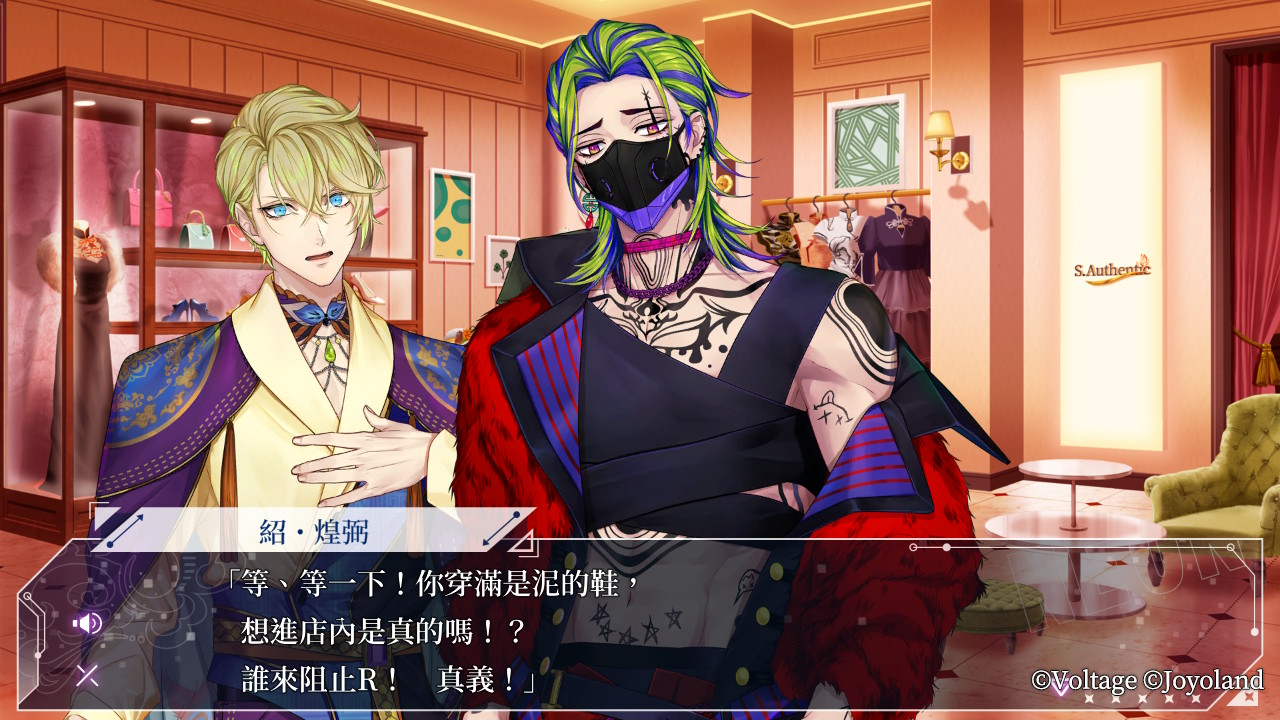 S.Authentic
紹・煌弼
「等、等一下！你穿滿是泥的鞋，
想進店內是真的嗎！？
誰來阻止R！　真義！」
©Voltage ©Joyoland